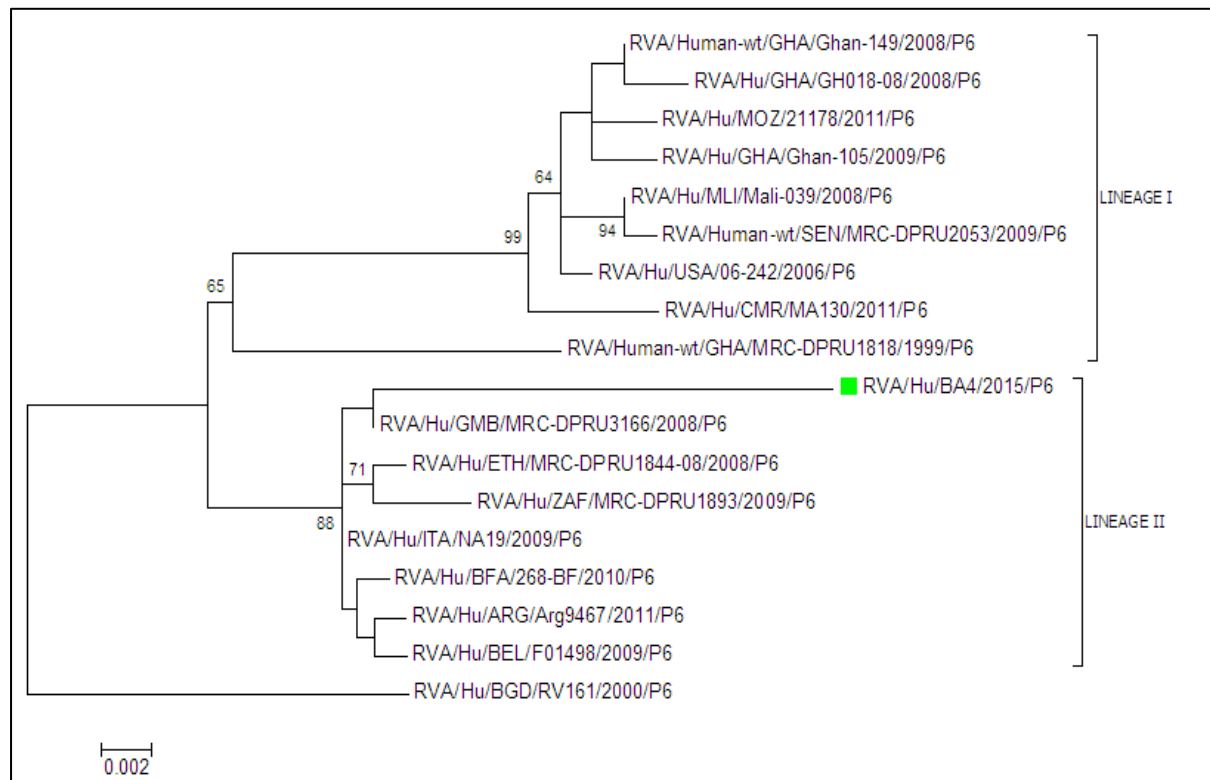 RVA/Human-wt/GHA/Ghan-149/2008/P6
RVA/Hu/GHA/GH018-08/2008/P6
RVA/Hu/MOZ/21178/2011/P6
RVA/Hu/GHA/Ghan-105/2009/P6
64
RVA/Hu/MLI/Mali-039/2008/P6
LINEAGE I
94
RVA/Human-wt/SEN/MRC-DPRU2053/2009/P6
99
RVA/Hu/USA/06-242/2006/P6
65
RVA/Hu/CMR/MA130/2011/P6
RVA/Human-wt/GHA/MRC-DPRU1818/1999/P6
RVA/Hu/BA4/2015/P6
RVA/Hu/GMB/MRC-DPRU3166/2008/P6
71
RVA/Hu/ETH/MRC-DPRU1844-08/2008/P6
RVA/Hu/ZAF/MRC-DPRU1893/2009/P6
88
LINEAGE II
RVA/Hu/ITA/NA19/2009/P6
RVA/Hu/BFA/268-BF/2010/P6
RVA/Hu/ARG/Arg9467/2011/P6
RVA/Hu/BEL/F01498/2009/P6
RVA/Hu/BGD/RV161/2000/P6
0.002